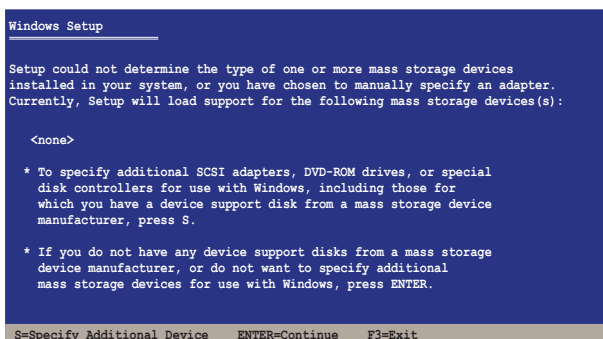 Windows Setup
Setup could not determine the type of one or more mass storage devices
installed in your system, or you have chosen to manually specify an adapter.
Currently, Setup will load support for the following mass storage devices(s):
<none>
* To specify additional SCSI adapters, DVD-ROM drives, or special
disk controllers for use with Windows, including those for
which you have a device support disk from a mass storage device
manufacturer, press S.
* If you do not have any device support disks from a mass storage
device manufacturer, or do not want to specify additional
mass storage devices for use with Windows, press ENTER.
S=Specify Additional Device ENTER=Continue F3=Exit